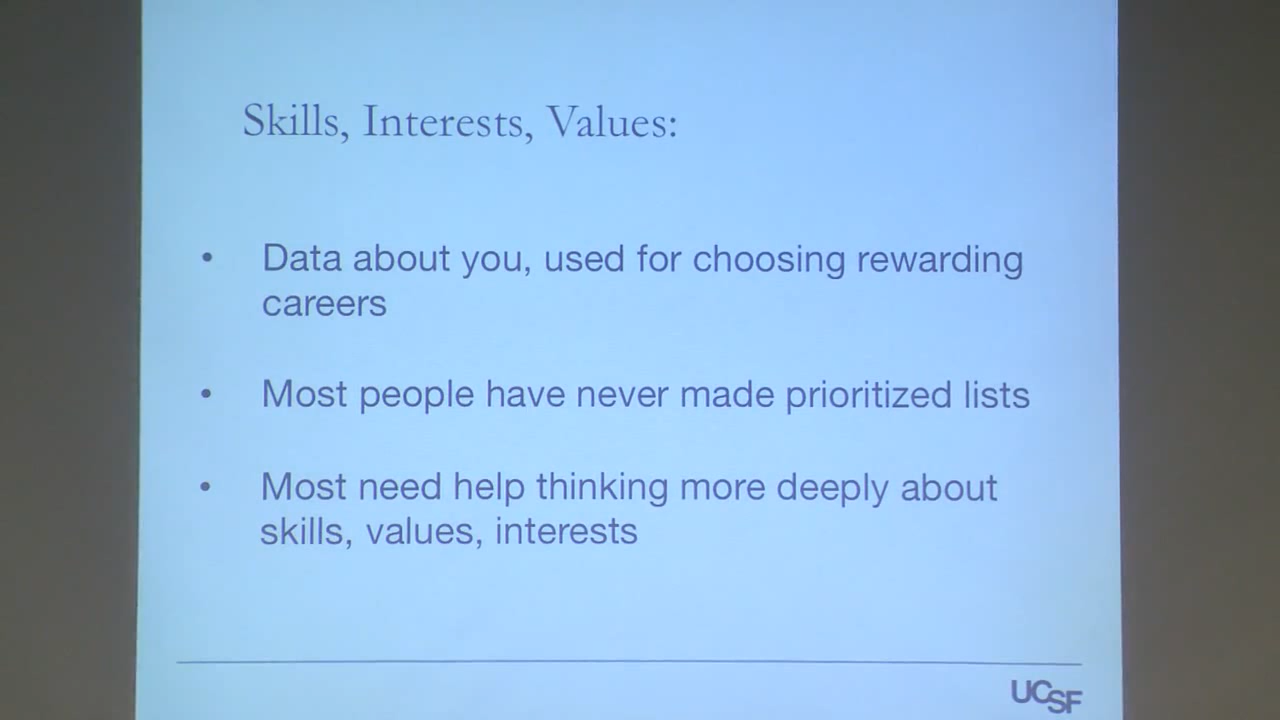 Skills, Interests, Values:
• Data about you, used for choosing rewarding
careers
• Most people have never made prioritized lists
• Most need help thinking more deeply about
skills, values, interests
UCSF